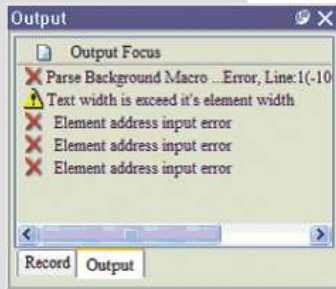 Output
Output Focus
Parse Background Macro ...Error, Line:1(-10
Text width is exceed it's element width
Element address input error
Element address input error
Element address input error
Record Output